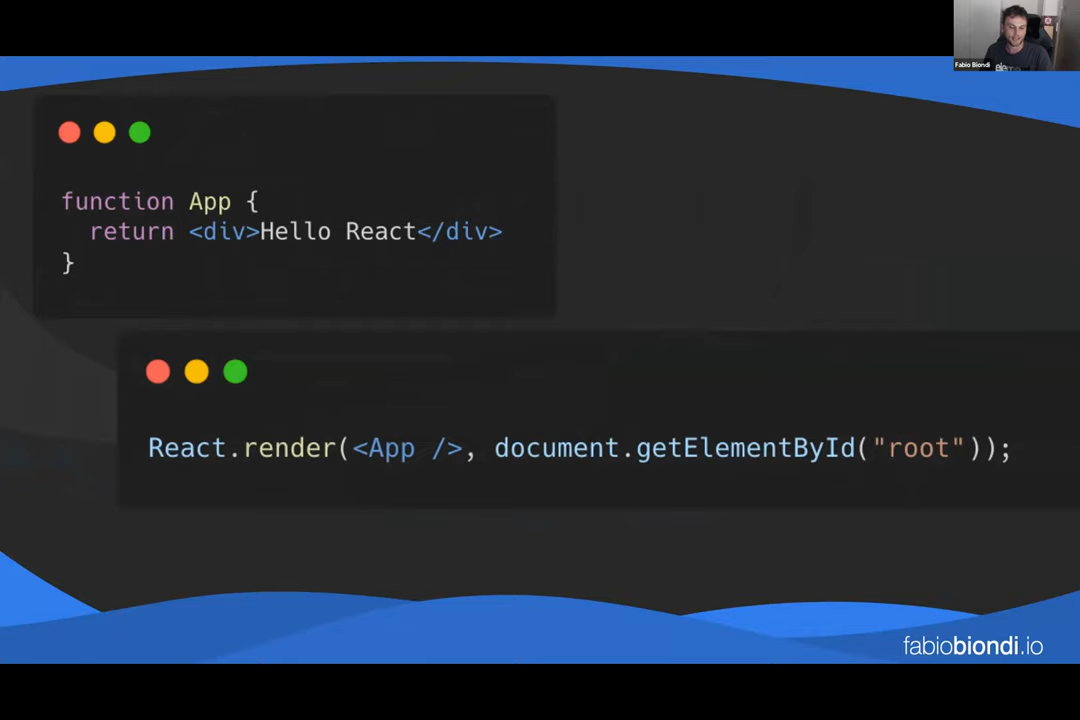 Fabio Biondi
function App {
  return <div>Hello React</div>
}
React.render(<App />, document.getElementById("root"));
fabiobiondi.io